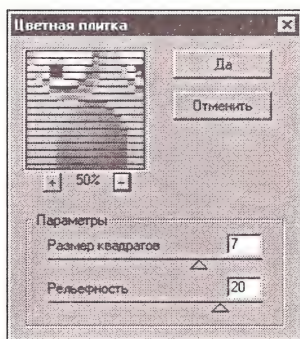 Цветная плитка
Да
Отменить
50%
Параметры
Размер квадратов 7
Рельефность 20